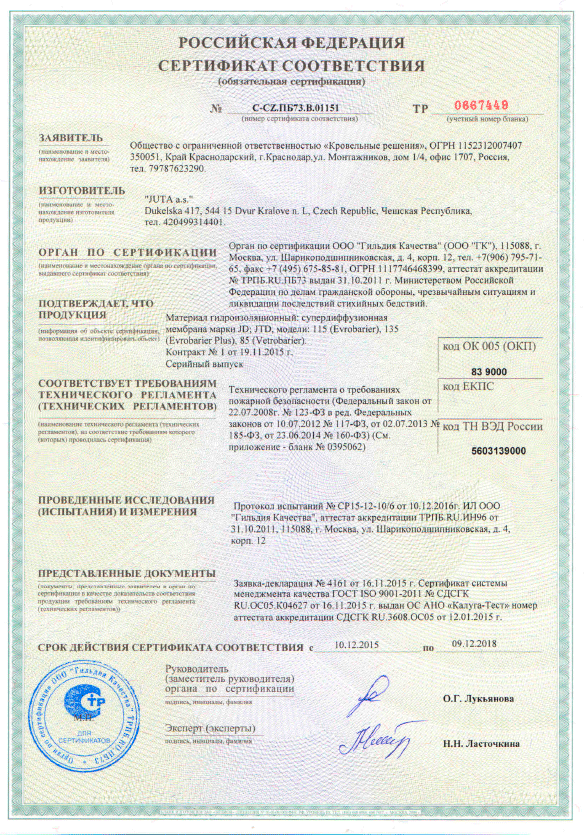 РОССИЙСКАЯ ФЕДЕРАЦИЯ
СЕРТИФИКАТ СООТВЕТСТВИЯ
(обязательная сертификация)
№ С-CZ.ПБ73.В.01151 ТР 0667449
(номер сертификата соответствия) (учетный номер бланка)
ЗАЯВИТЕЛЬ
(наименование и место-
нахождение заявителя)
Общество с ограниченной ответственностью «Кровельные решения», ОГРН 1152312007407
350051, Край Краснодарский, г.Краснодар,ул. Монтажников, дом 1/4, офис 1707, Россия,
тел. 79787623290.
ИЗГОТОВИТЕЛЬ
(наименование и место-
нахождение изготовителя
продукции)
"JUTA a.s."
Dukelska 417, 544 15 Dvur Kralove n. L, Czech Republic, Чешская Республика,
тел. 420499314401.
ОРГАН ПО СЕРТИФИКАЦИИ
(наименование и местонахождение органа по сертификации,
выдавшего сертификат соответствия)
Орган по сертификации ООО "Гильдия Качества" (ООО "ГК"), 115088, г.
Москва, ул. Шарикоподшипниковская, д. 4, корп. 12, тел. +7(906) 795-71-
65, факс +7 (495) 675-85-81, ОГРН 1117746468399, аттестат аккредитации
№ ТРПБ.RU.ПБ73 выдан 31.10.2011 г. Министерством Российской
Федерации по делам гражданской обороны, чрезвычайным ситуациям и
ликвидации последствий стихийных бедствий.
ПОДТВЕРЖДАЕТ, ЧТО
ПРОДУКЦИЯ
(информация об объекте сертификации,
позволяющая идентифицировать объект)
Материал гидроизоляционный: супердиффузионная
мембрана марки JD; JTD, модели: 115 (Evrobarier), 135
(Evrobarier Plus), 85 (Vetrobarier).
Контракт № 1 от 19.11.2015 г.
Серийный выпуск
код ОК 005 (ОКП)
83 9000
код ЕКПС
код ТН ВЭД России
5603139000
СООТВЕТСТВУЕТ ТРЕБОВАНИЯМ
ТЕХНИЧЕСКОГО РЕГЛАМЕНТА
(ТЕХНИЧЕСКИХ РЕГЛАМЕНТОВ)
(наименование технического регламента (технических
регламентов), на соответствие требованиям которого
(которых) проводилась сертификация)
Технического регламента о требованиях
пожарной безопасности (Федеральный закон от
22.07.2008г. № 123-ФЗ в ред. Федеральных
законов от 10.07.2012 № 117-ФЗ, от 02.07.2013 №
185-ФЗ, от 23.06.2014 № 160-ФЗ) (См.
приложение - бланк № 0395062)
ПРОВЕДЕННЫЕ ИССЛЕДОВАНИЯ
(ИСПЫТАНИЯ) И ИЗМЕРЕНИЯ
Протокол испытаний № СР15-12-10/6 от 10.12.2016г. ИЛ ООО
"Гильдия Качества", аттестат аккредитации ТРПБ.RU.ИН96 от
31.10.2011, 115088, г. Москва, ул. Шарикоподшипниковская, д. 4,
корп. 12
ПРЕДСТАВЛЕННЫЕ ДОКУМЕНТЫ
(документы, представленные заявителем в орган по
сертификации в качестве доказательств соответствия
продукции требованиям технического регламента
(технических регламентов))
Заявка-декларация № 4161 от 16.11.2015 г. Сертификат системы
менеджмента качества ГОСТ ISO 9001-2011 № СДСГК
RU.OC05.K04627 от 16.11.2015 г. выдан ОС АНО «Калуга-Тест» номер
аттестата аккредитации СДСГК RU.3608.ОС05 от 12.01.2015 г.
СРОК ДЕЙСТВИЯ СЕРТИФИКАТА СООТВЕТСТВИЯ с 10.12.2015 по 09.12.2018
Руководитель
(заместитель руководителя)
органа по сертификации
подпись, инициалы, фамилия
О.Г. Лукьянова
Эксперт (эксперты)
подпись, инициалы, фамилия
Н.Н. Ласточкина
Орган по сертификации ООО "Гильдия Качества" ТРПБ.RU.ПБ73
ТР
М.П.
ДЛЯ
СЕРТИФИКАТОВ